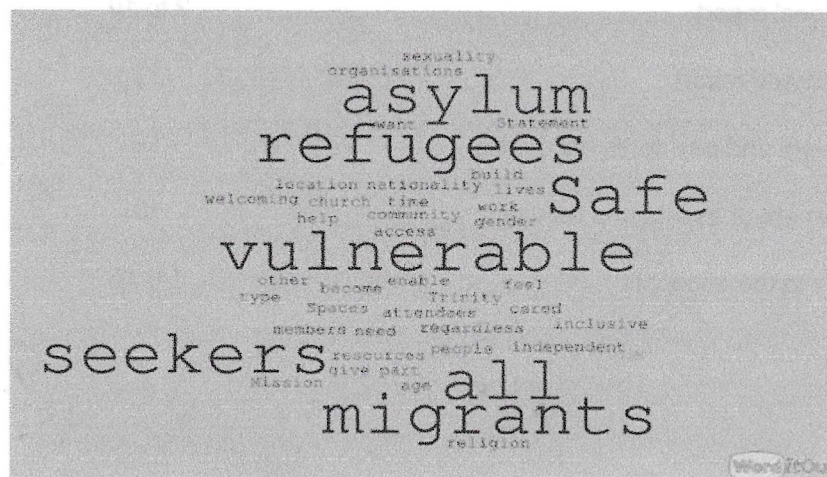 sexuality
organisations
asylum
want Statement
refugees
build
location nationality lives Safe
welcoming church time work
help community gender
access
vulnerable
other become enable feel
type Trinity
Spaces attendees cared
members need regardless inclusive
seekers resources people independent
give part all
Mission age
migrants
religion
WordItOut